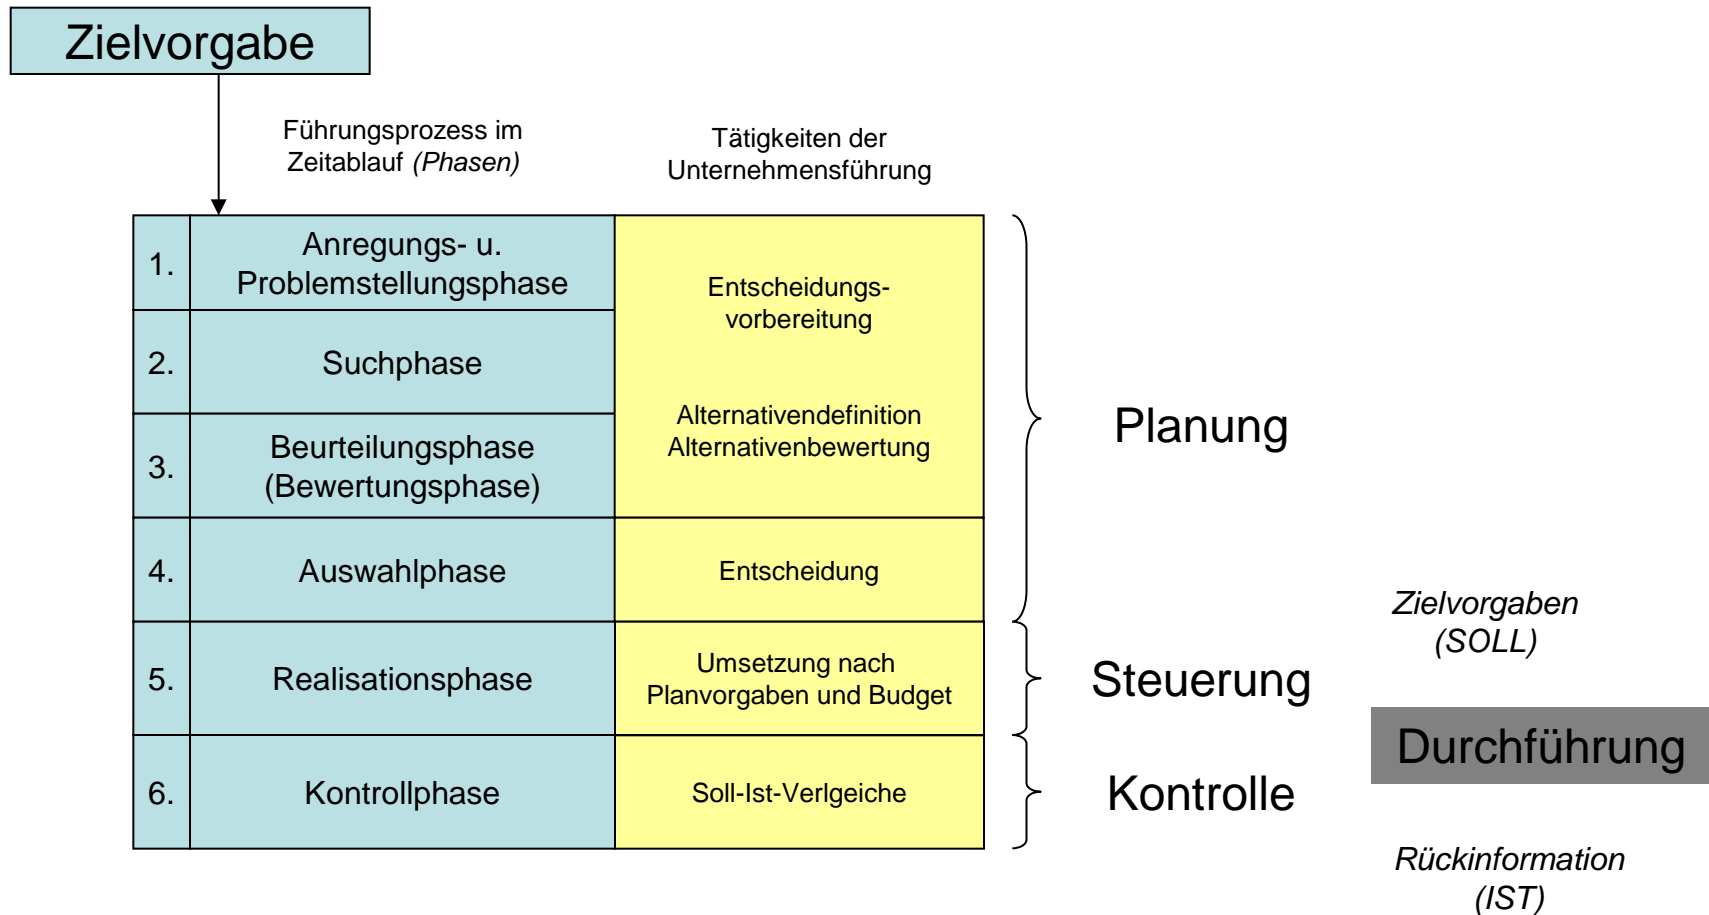 Zielvorgabe
Führungsprozess im
Zeitablauf (Phasen)
Tätigkeiten der
Unternehmensführung
1.
Anregungs- u.
Problemstellungsphase
Entscheidungs-
vorbereitung
2.
Suchphase
Alternativendefinition
Alternativenbewertung
3.
Beurteilungsphase
(Bewertungsphase)
Planung
4.
Auswahlphase
Entscheidung
5.
Realisationsphase
Umsetzung nach
Planvorgaben und Budget
Steuerung
Zielvorgaben
(SOLL)
Durchführung
6.
Kontrollphase
Soll-Ist-Verlgeiche
Kontrolle
Rückinformation
(IST)